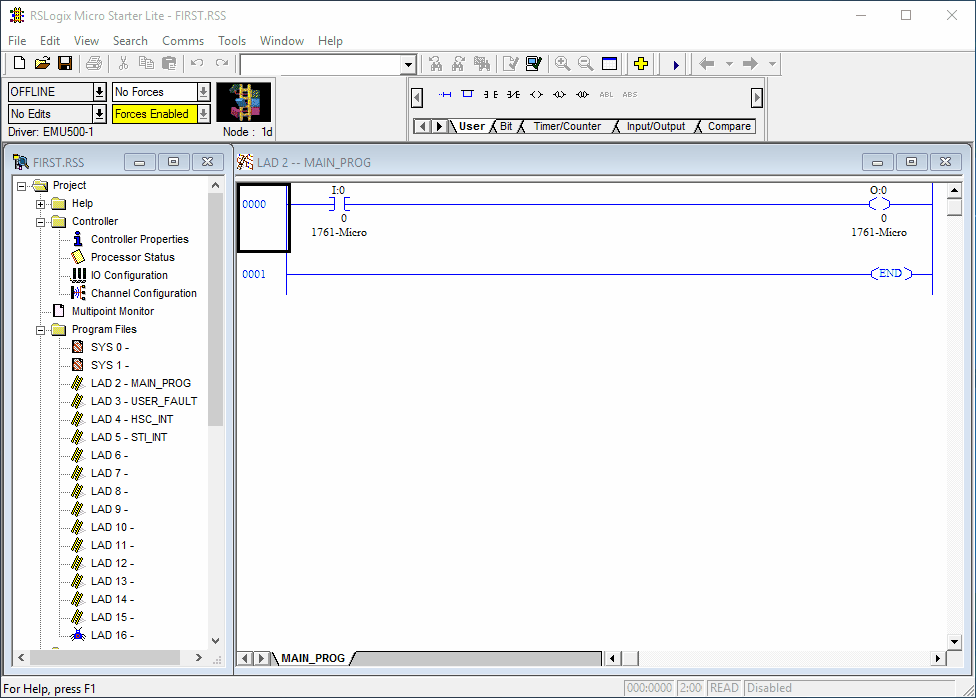 RSLogix Micro Starter Lite - FIRST.RSS
File Edit View Search Comms Tools Window Help
OFFLINE No Forces
No Edits Forces Enabled
Driver: EMU500-1 Node : 1d
ABL ABS
User Bit Timer/Counter Input/Output Compare
FIRST.RSS
Project
Help
Controller
Controller Properties
Processor Status
IO Configuration
Channel Configuration
Multipoint Monitor
Program Files
SYS 0 -
SYS 1 -
LAD 2 - MAIN_PROG
LAD 3 - USER_FAULT
LAD 4 - HSC_INT
LAD 5 - STI_INT
LAD 6 -
LAD 7 -
LAD 8 -
LAD 9 -
LAD 10 -
LAD 11 -
LAD 12 -
LAD 13 -
LAD 14 -
LAD 15 -
LAD 16 -
LAD 2 -- MAIN_PROG
I:0 O:0
0000
0 0
1761-Micro 1761-Micro
0001 END
MAIN_PROG
For Help, press F1 000:0000 2:00 READ Disabled